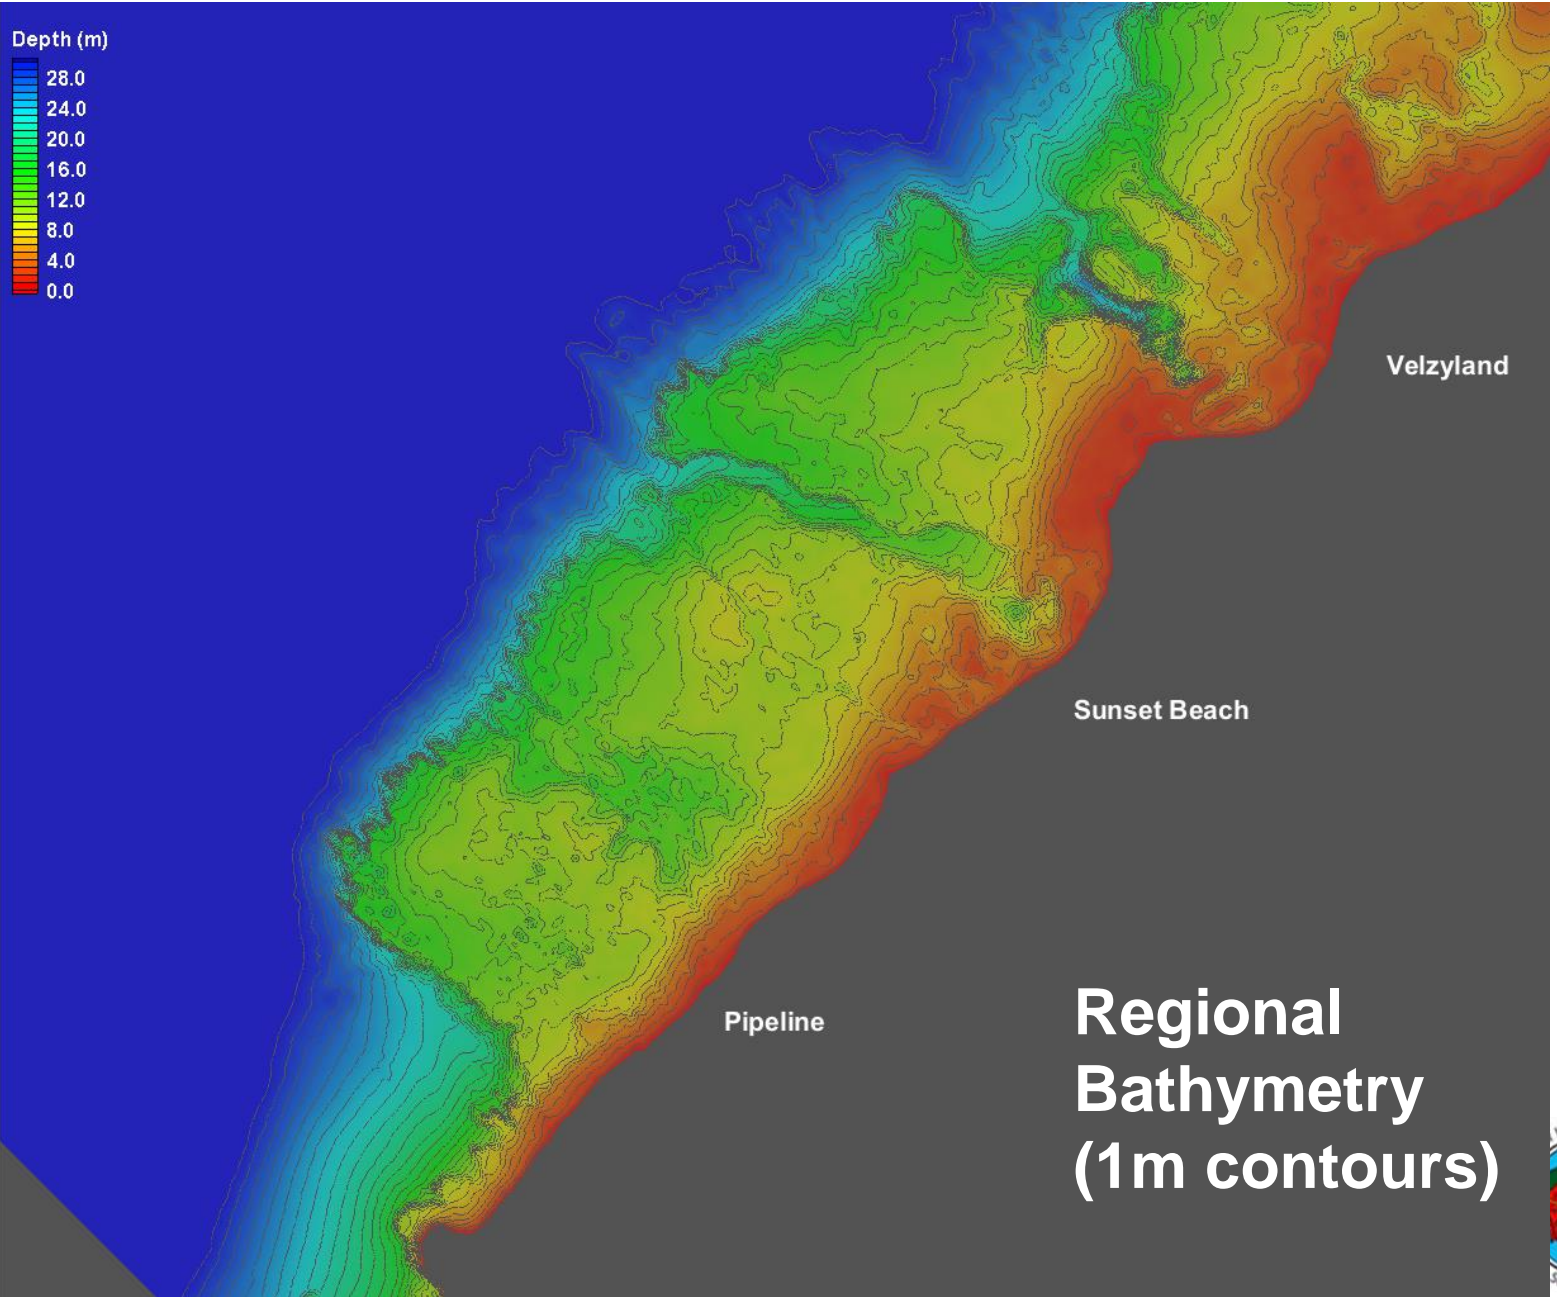 Depth (m)
28.0
24.0
20.0
16.0
12.0
8.0
4.0
0.0
Velzyland
Sunset Beach
Pipeline
Regional
Bathymetry
(1m contours)